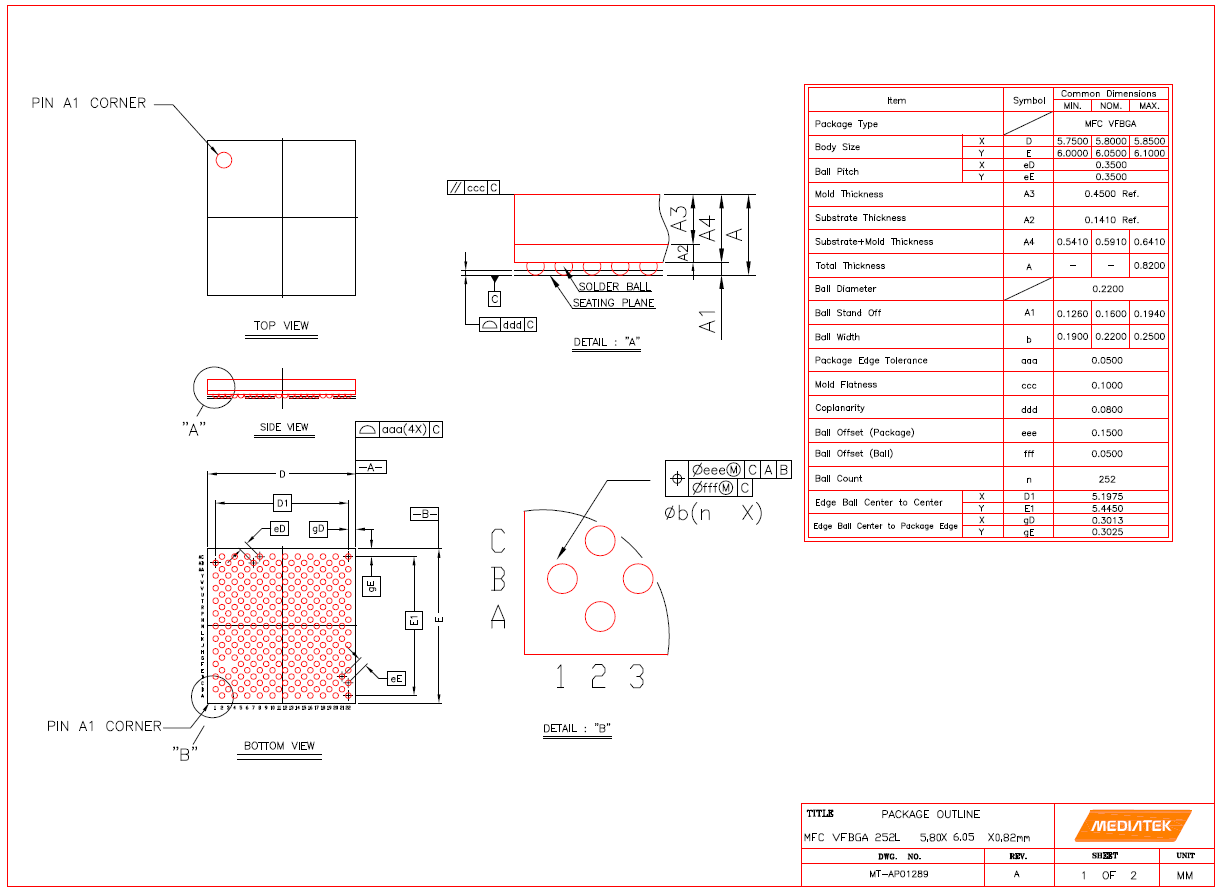 PIN A1 CORNER
TOP VIEW
"A"
SIDE VIEW
// ccc C
A3
A4
A
A2
SOLDER BALL
SEATING PLANE
C
ddd C
A1
DETAIL : "A"
aaa(4X) C
-A-
D
D1
eD
gD
-B-
gE
E1
E
eE
PIN A1 CORNER
"B"
BOTTOM VIEW
Øeee Ⓜ C A B
Øfff Ⓜ C
Øb(n X)
C
B
A
1 2 3
DETAIL : "B"
Item Symbol Common Dimensions
MIN. NOM. MAX.
Package Type MFC VFBGA
Body Size X D 5.7500 5.8000 5.8500
Y E 6.0000 6.0500 6.1000
Ball Pitch X eD 0.3500
Y eE 0.3500
Mold Thickness A3 0.4500 Ref.
Substrate Thickness A2 0.1410 Ref.
Substrate+Mold Thickness A4 0.5410 0.5910 0.6410
Total Thickness A - - 0.8200
Ball Diameter 0.2200
Ball Stand Off A1 0.1260 0.1600 0.1940
Ball Width b 0.1900 0.2200 0.2500
Package Edge Tolerance aaa 0.0500
Mold Flatness ccc 0.1000
Coplanarity ddd 0.0800
Ball Offset (Package) eee 0.1500
Ball Offset (Ball) fff 0.0500
Ball Count n 252
Edge Ball Center to Center X D1 5.1975
Y E1 5.4450
Edge Ball Center to Package Edge X gD 0.3013
Y gE 0.3025
TITLE PACKAGE OUTLINE
MFC VFBGA 252L 5,80X 6.05 X0,82mm
MEDIATEK
DWG. NO. REV. SHEET UNIT
MT-AP01289 A 1 OF 2 MM